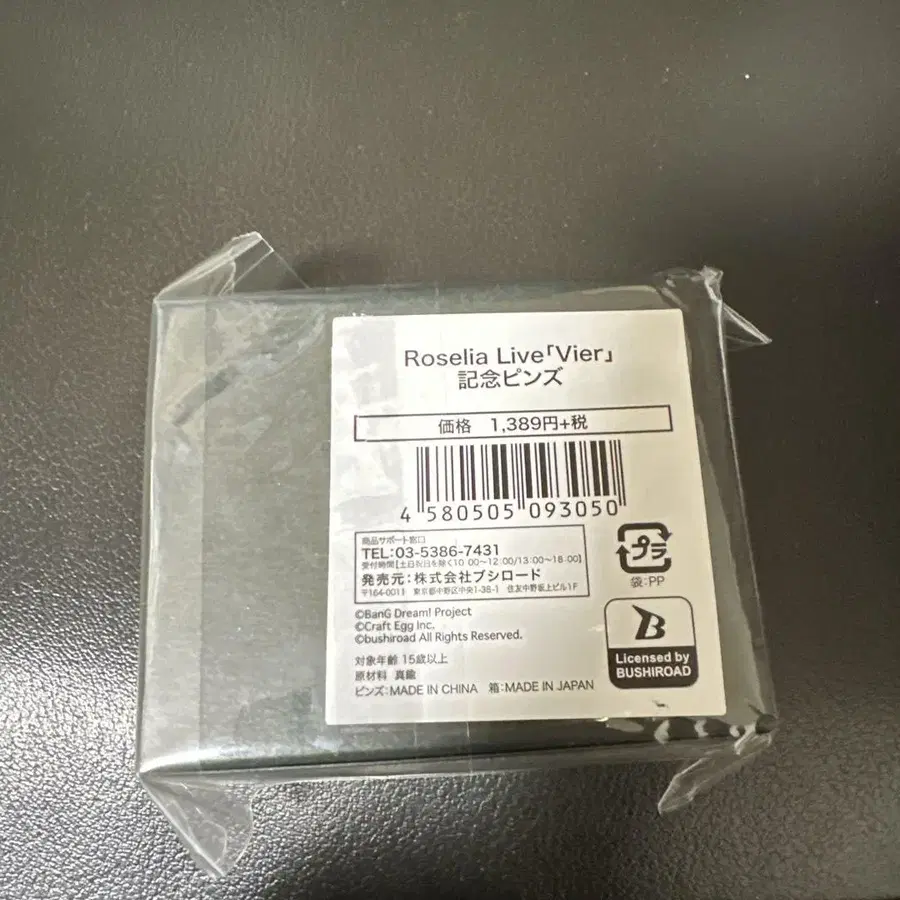 Roselia Live「Vier」
記念ピンズ
価格 1,389円+税
4 580505 093050
商品サポート窓口
TEL:03-5386-7431
受付時間【土日祝日を除く10:00〜12:00/13:00〜18:00】
発売元:株式会社ブシロード
〒164-0011 東京都中野区中央1-38-1 住友中野坂上ビル1F
プラ
袋:PP
©BanG Dream! Project
©Craft Egg Inc.
©bushiroad All Rights Reserved.
対象年齢 15歳以上
原材料 真鍮
ピンズ:MADE IN CHINA 箱:MADE IN JAPAN
B
Licensed by
BUSHIROAD